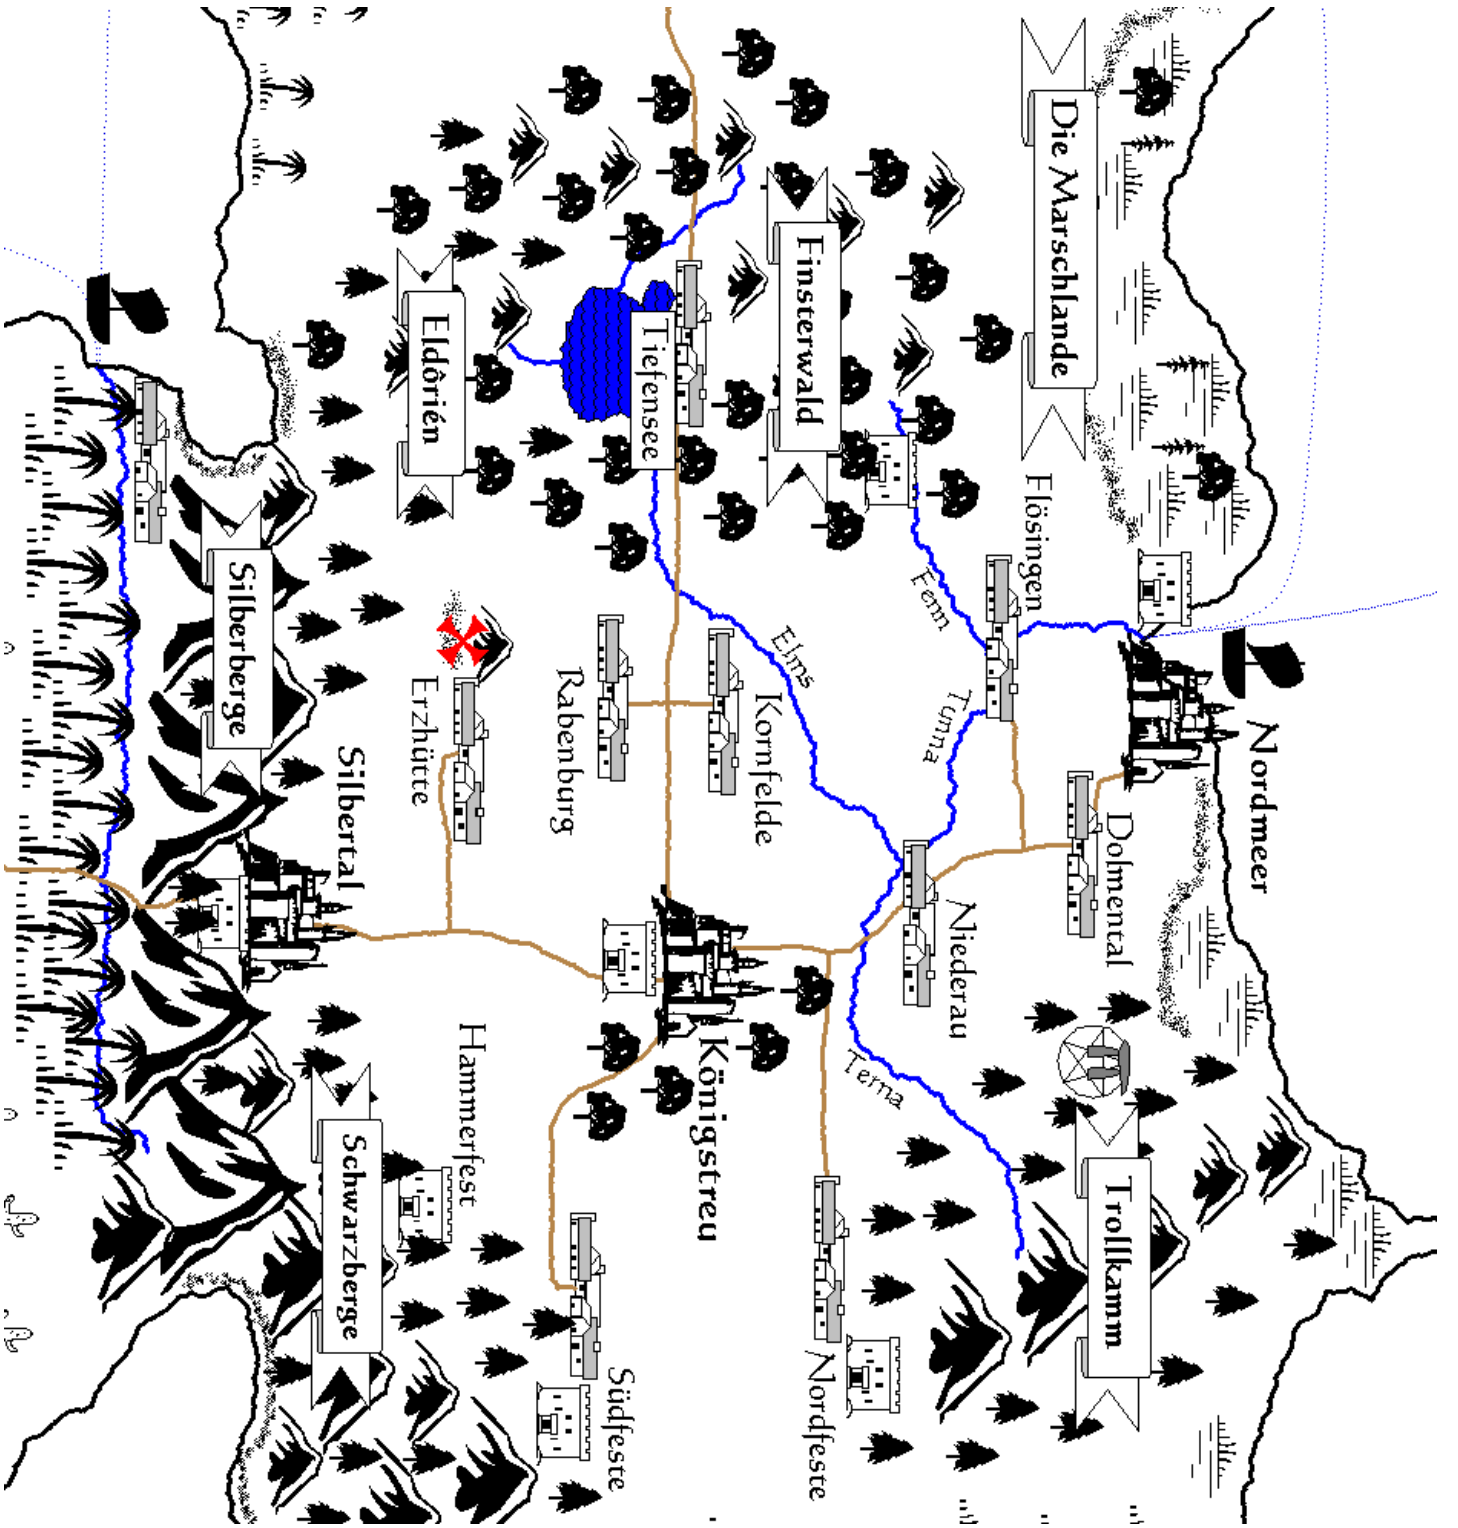 Die Marschlande
Nordmeer
Flösingen
Dolmental
Trollkamm
Finsterwald
Fenn
Tunna
Niederau
Terna
Elms
Kornfelde
Nordfeste
Tiefensee
Königstreu
Rabenburg
Südfeste
Eldôrién
Erzhütte
Hammerfest
Silbertal
Schwarzberge
Silberberge